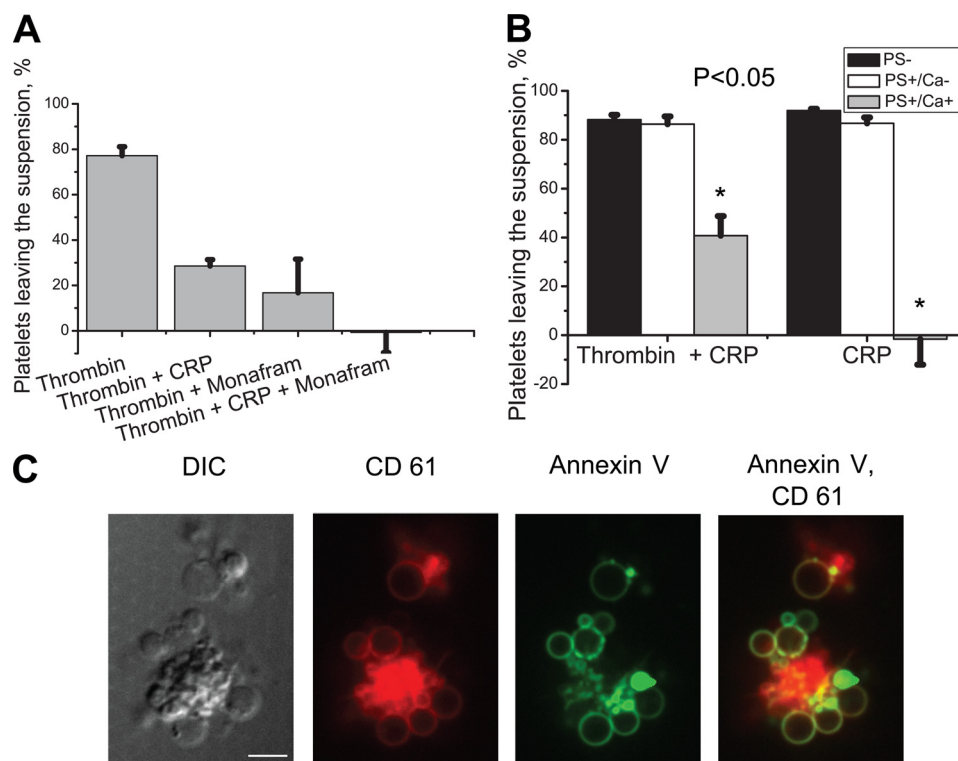 A
Platelets leaving the suspension, %
100
80
60
40
20
0
Thrombin
Thrombin + CRP
Thrombin + Monafram
Thrombin + CRP + Monafram
B
Platelets leaving the suspension, %
100
80
60
40
20
0
-20
PS-
PS+/Ca-
PS+/Ca+
P<0.05
*
*
Thrombin + CRP
CRP
C
DIC
CD 61
Annexin V
Annexin V,
CD 61